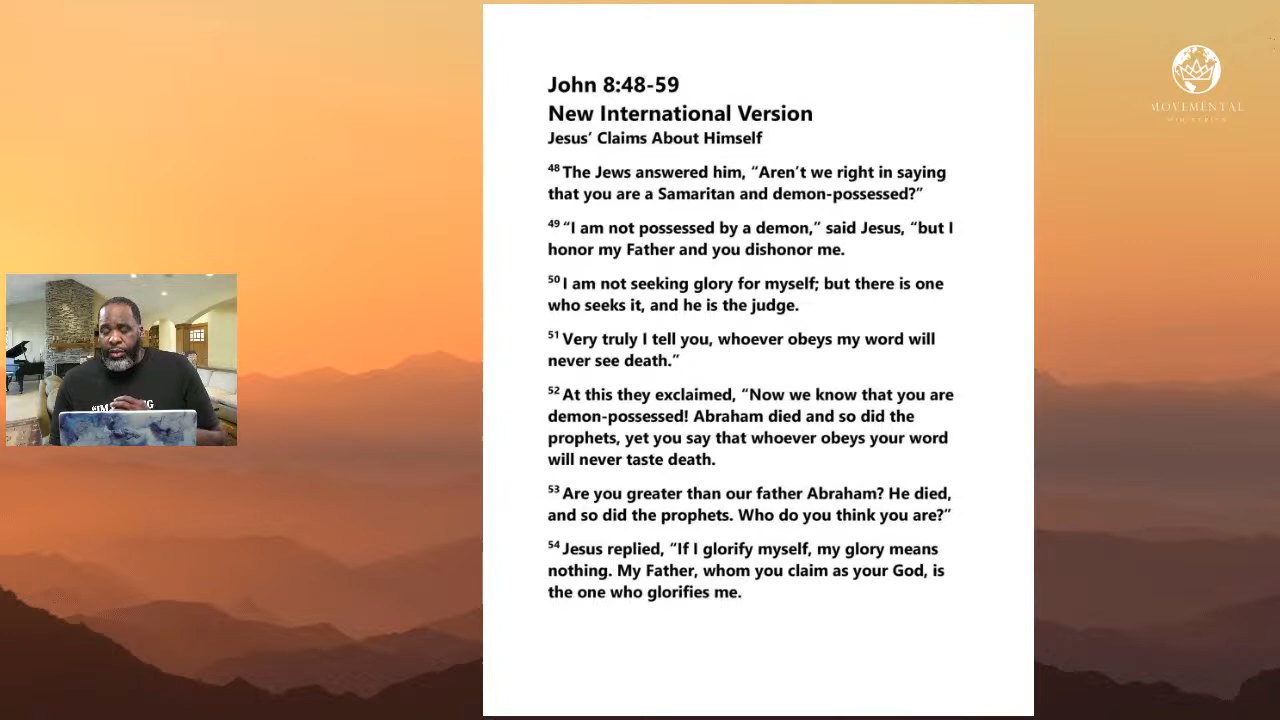 John 8:48-59
New International Version
Jesus’ Claims About Himself
48 The Jews answered him, “Aren’t we right in saying
that you are a Samaritan and demon-possessed?”
49 “I am not possessed by a demon,” said Jesus, “but I
honor my Father and you dishonor me.
50 I am not seeking glory for myself; but there is one
who seeks it, and he is the judge.
51 Very truly I tell you, whoever obeys my word will
never see death.”
52 At this they exclaimed, “Now we know that you are
demon-possessed! Abraham died and so did the
prophets, yet you say that whoever obeys your word
will never taste death.
53 Are you greater than our father Abraham? He died,
and so did the prophets. Who do you think you are?”
54 Jesus replied, “If I glorify myself, my glory means
nothing. My Father, whom you claim as your God, is
the one who glorifies me.
MOVEMENTAL
MINISTRIES